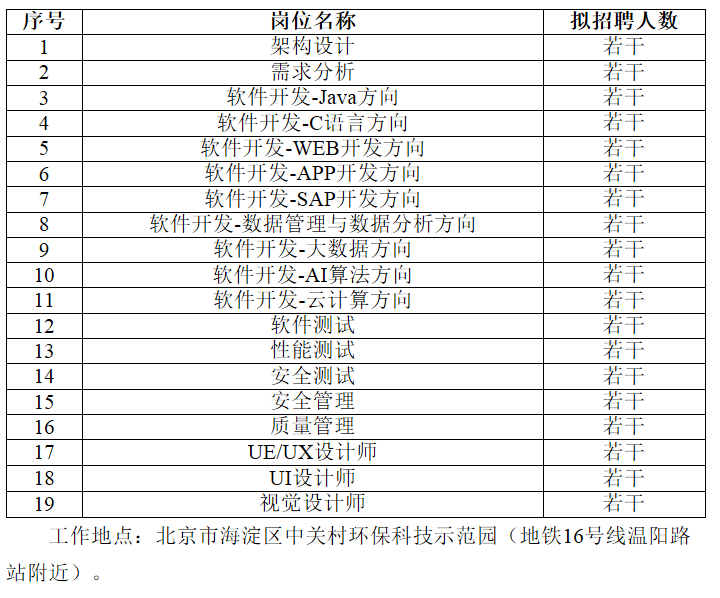 序号 岗位名称 拟招聘人数
1 架构设计 若干
2 需求分析 若干
3 软件开发-Java方向 若干
4 软件开发-C语言方向 若干
5 软件开发-WEB开发方向 若干
6 软件开发-APP开发方向 若干
7 软件开发-SAP开发方向 若干
8 软件开发-数据管理与数据分析方向 若干
9 软件开发-大数据方向 若干
10 软件开发-AI算法方向 若干
11 软件开发-云计算方向 若干
12 软件测试 若干
13 性能测试 若干
14 安全测试 若干
15 安全管理 若干
16 质量管理 若干
17 UE/UX设计师 若干
18 UI设计师 若干
19 视觉设计师 若干
工作地点：北京市海淀区中关村环保科技示范园（地铁16号线温阳路
站附近）。